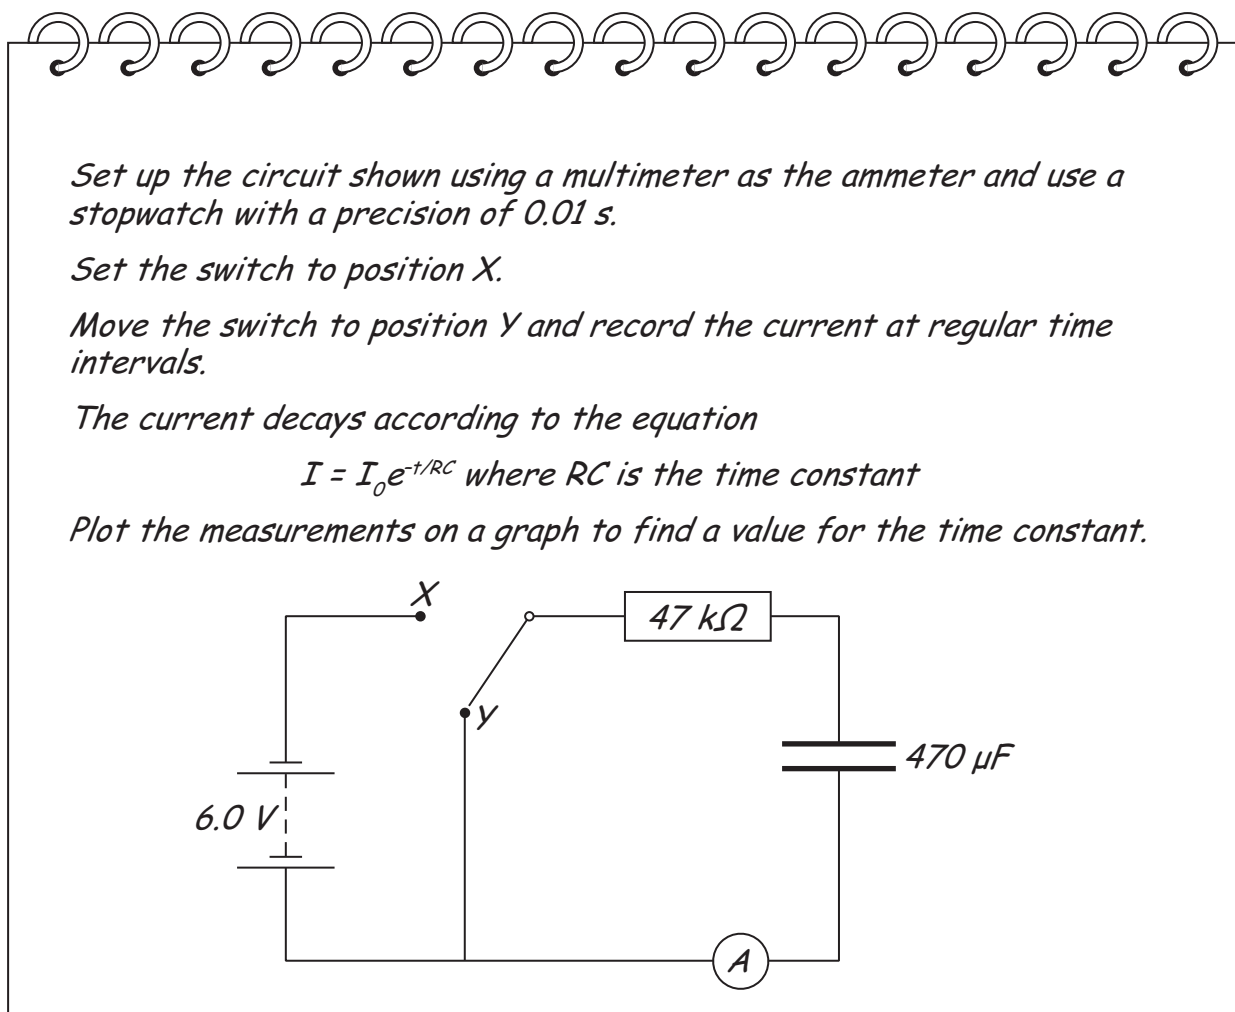 Set up the circuit shown using a multimeter as the ammeter and use a
stopwatch with a precision of 0.01 s.
Set the switch to position X.
Move the switch to position Y and record the current at regular time
intervals.
The current decays according to the equation
I = I₀e^(-t/RC) where RC is the time constant
Plot the measurements on a graph to find a value for the time constant.
X
47 kΩ
Y
470 μF
6.0 V
A